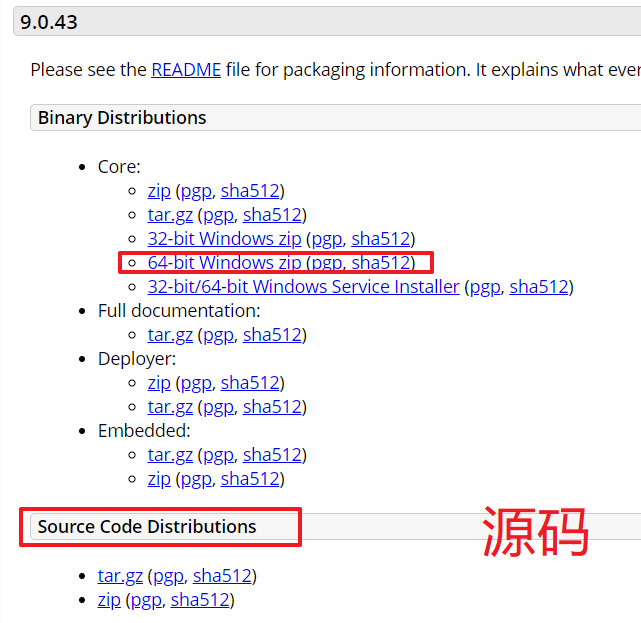 9.0.43
Please see the README file for packaging information. It explains what ever
Binary Distributions
Core:
zip (pgp, sha512)
tar.gz (pgp, sha512)
32-bit Windows zip (pgp, sha512)
64-bit Windows zip (pgp, sha512)
32-bit/64-bit Windows Service Installer (pgp, sha512)
Full documentation:
tar.gz (pgp, sha512)
Deployer:
zip (pgp, sha512)
tar.gz (pgp, sha512)
Embedded:
tar.gz (pgp, sha512)
zip (pgp, sha512)
Source Code Distributions
源码
tar.gz (pgp, sha512)
zip (pgp, sha512)